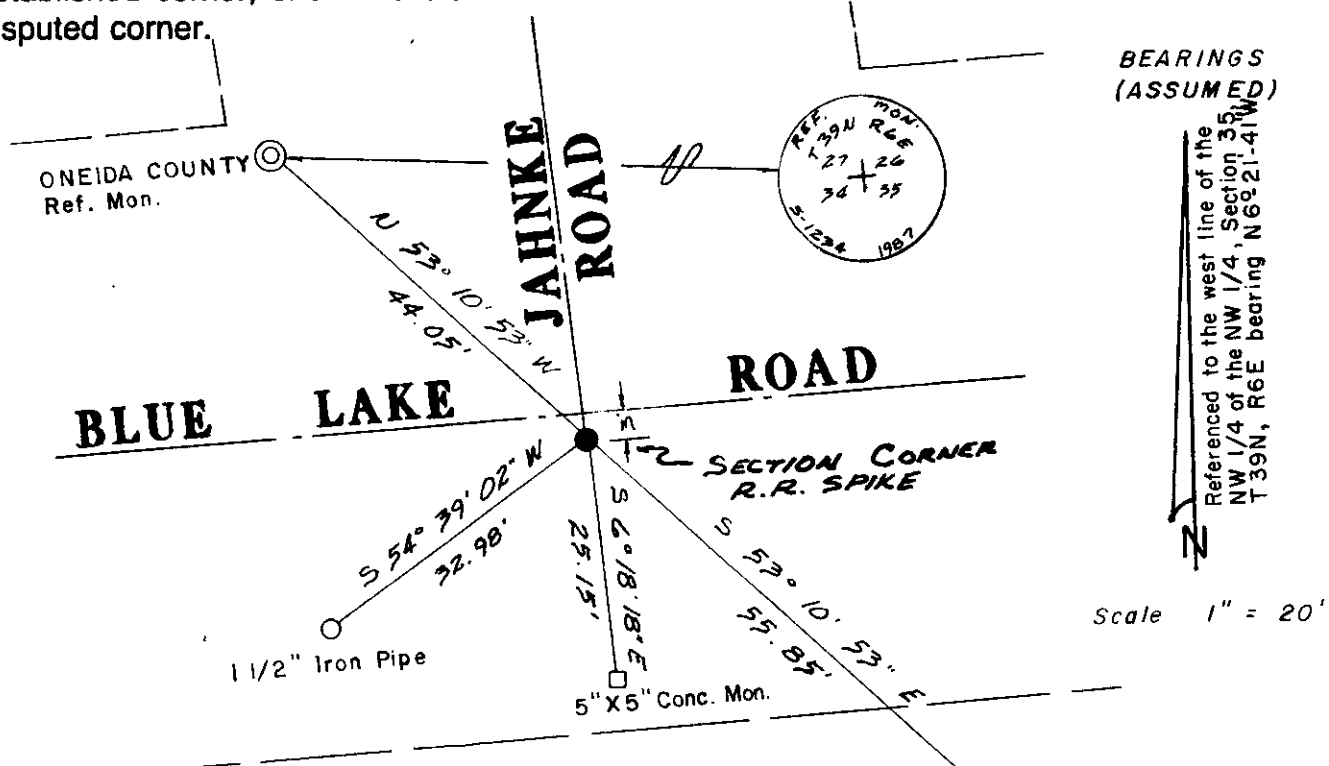 sputed corner.
ONEIDA COUNTY
Ref. Mon.
JAHNKE
ROAD
REF. MON.
T39N R6E
27 26
34 35
S-1234 1987
BEARINGS
(ASSUMED)
Referenced to the west line of the
NW 1/4 of the NW 1/4, Section 35,
T39N, R6E bearing N6°-21'-41"W
N 53° 10' 53" W
44.05'
BLUE LAKE ROAD
SECTION CORNER
R.R. SPIKE
S 54° 39' 02" W
32.98'
S 6° 18' 18" E
25.15'
S 53° 10' 53" E
55.85'
N
Scale 1" = 20'
1 1/2" Iron Pipe
5" X 5" Conc. Mon.